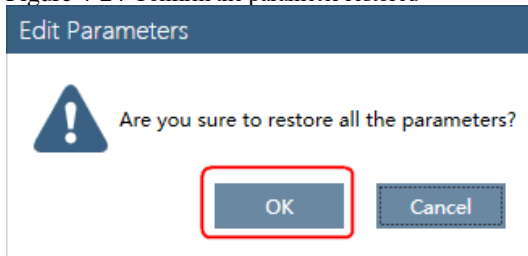 Edit Parameters
Are you sure to restore all the parameters?
OK
Cancel